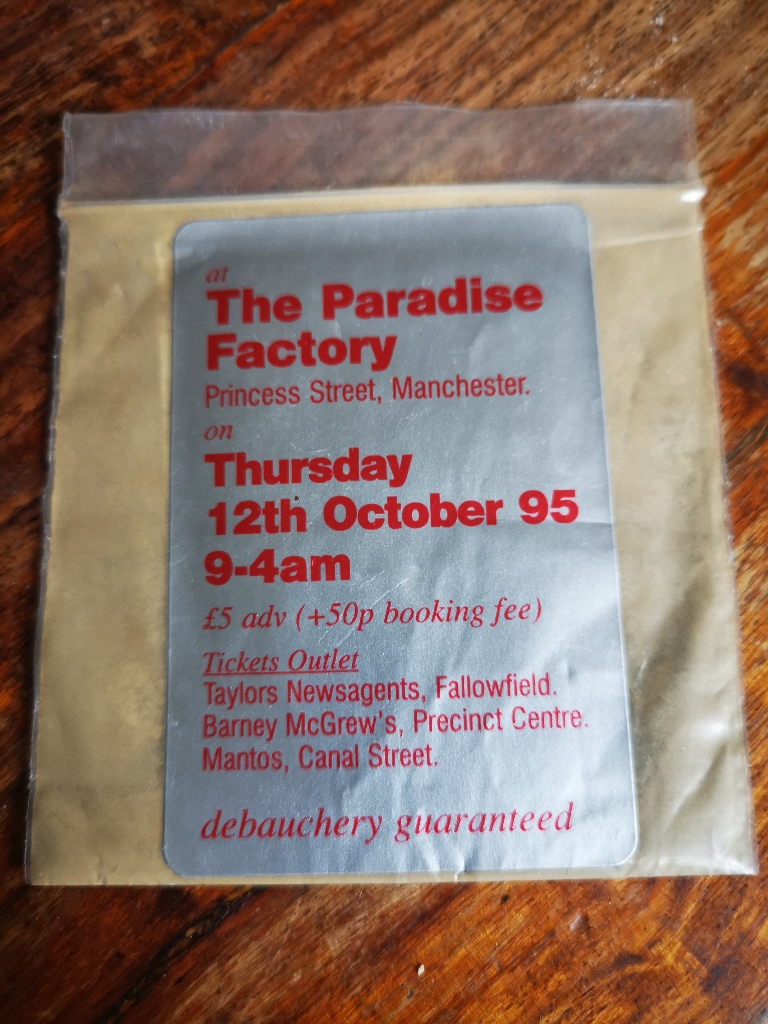 at
The Paradise
Factory
Princess Street, Manchester.
on
Thursday
12th October 95
9-4am
£5 adv (+50p booking fee)
Tickets Outlet
Taylors Newsagents, Fallowfield.
Barney McGrew's, Precinct Centre.
Mantos, Canal Street.
debauchery guaranteed